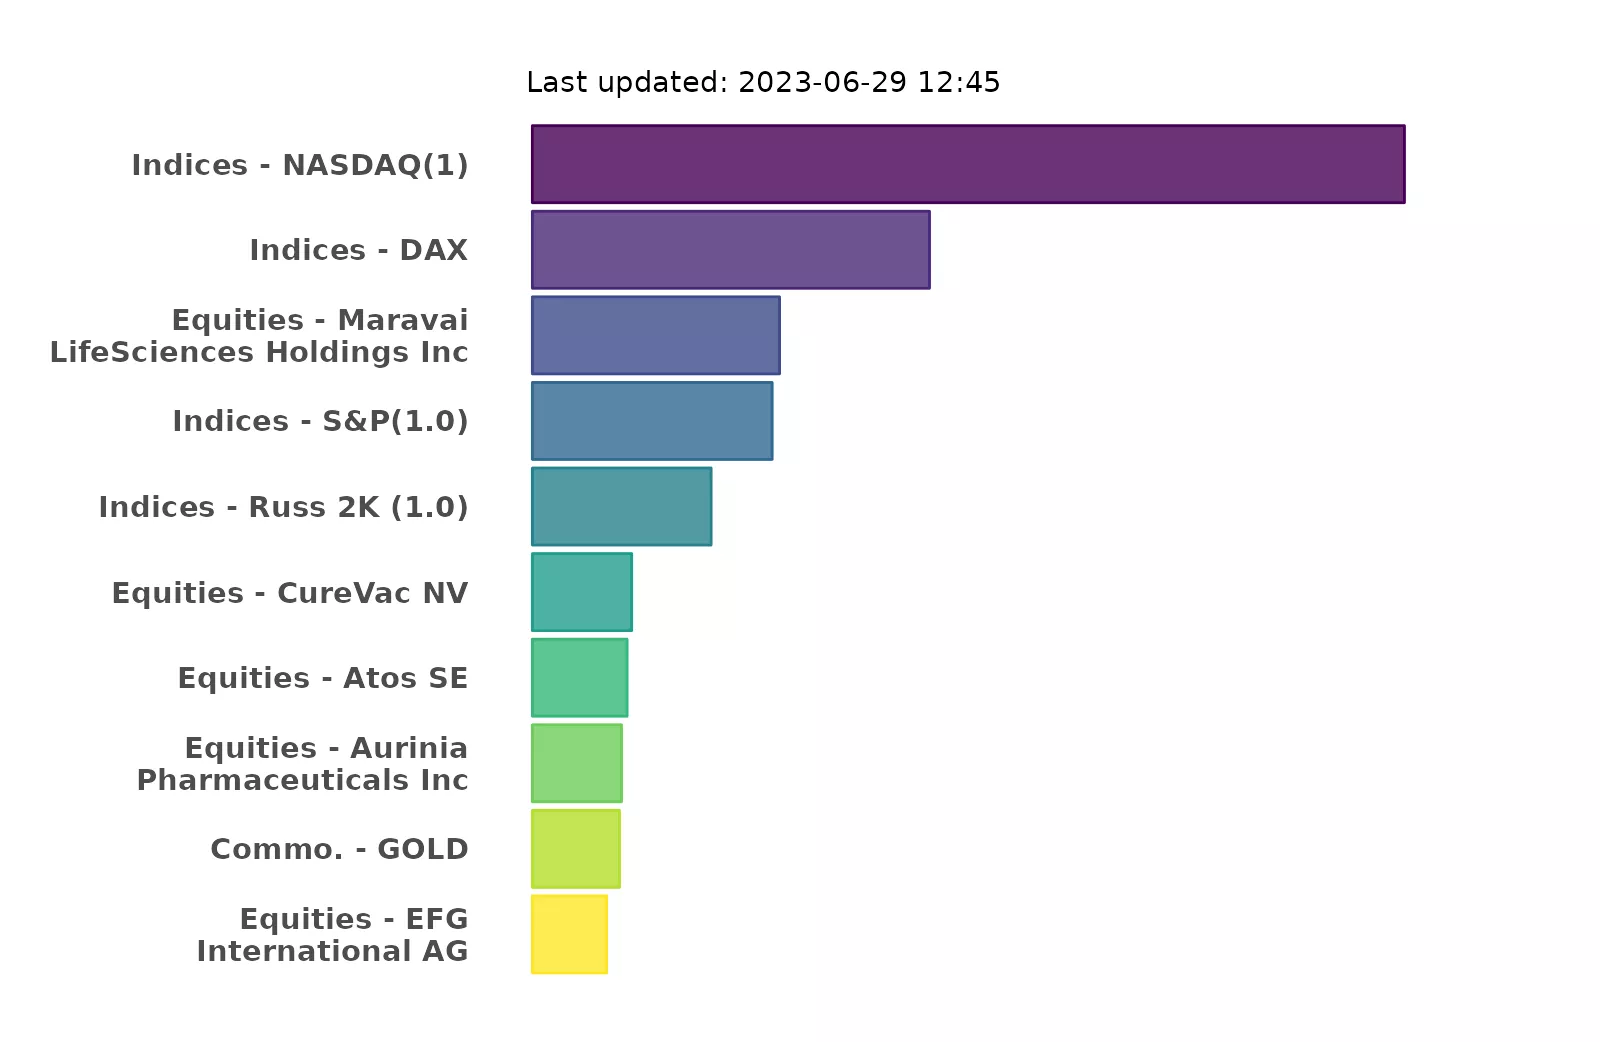 Last updated: 2023-06-29 12:45
Indices - NASDAQ(1)
Indices - DAX
Equities - Maravai
LifeSciences Holdings Inc
Indices - S&P(1.0)
Indices - Russ 2K (1.0)
Equities - CureVac NV
Equities - Atos SE
Equities - Aurinia
Pharmaceuticals Inc
Commo. - GOLD
Equities - EFG
International AG